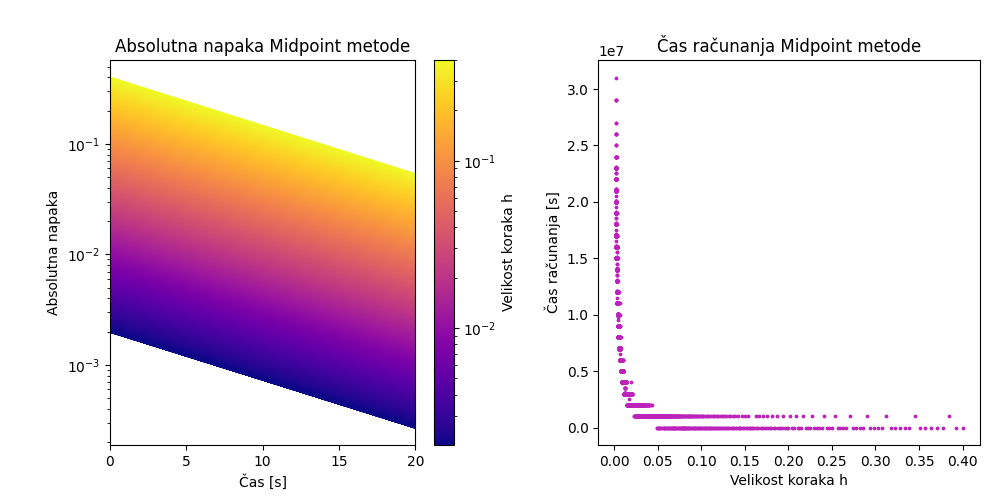 Absolutna napaka Midpoint metode
Absolutna napaka
10⁻¹
10⁻²
10⁻³
0 5 10 15 20
Čas [s]
10⁻¹
10⁻²
Velikost koraka h
Čas računanja Midpoint metode
1e7
Čas računanja [s]
3.0
2.5
2.0
1.5
1.0
0.5
0.0
0.00 0.05 0.10 0.15 0.20 0.25 0.30 0.35 0.40
Velikost koraka h